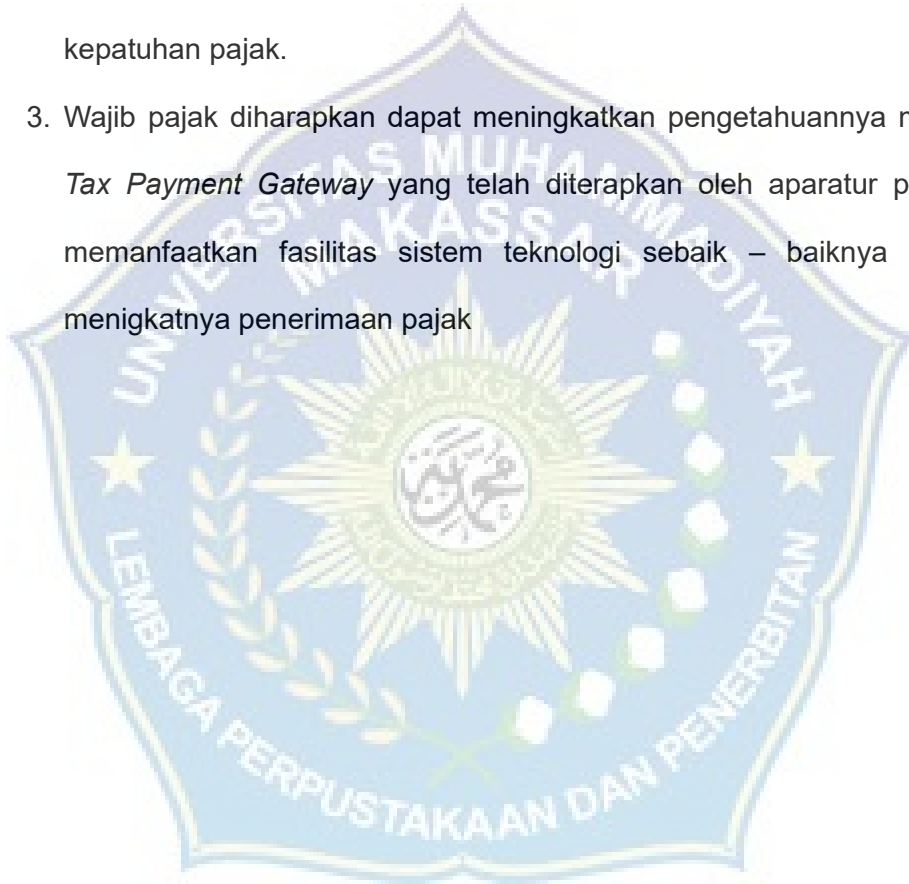 kepatuhan pajak.
3. Wajib pajak diharapkan dapat meningkatkan pengetahuannya
Tax Payment Gateway yang telah diterapkan oleh aparatur
memanfaatkan fasilitas sistem teknologi sebaik – baiknya
menigkatnya penerimaan pajak
UNIVERSITAS MUHAMMADIYAH
MAKASSAR
LEMBAGA PERPUSTAKAAN DAN PENERBITAN